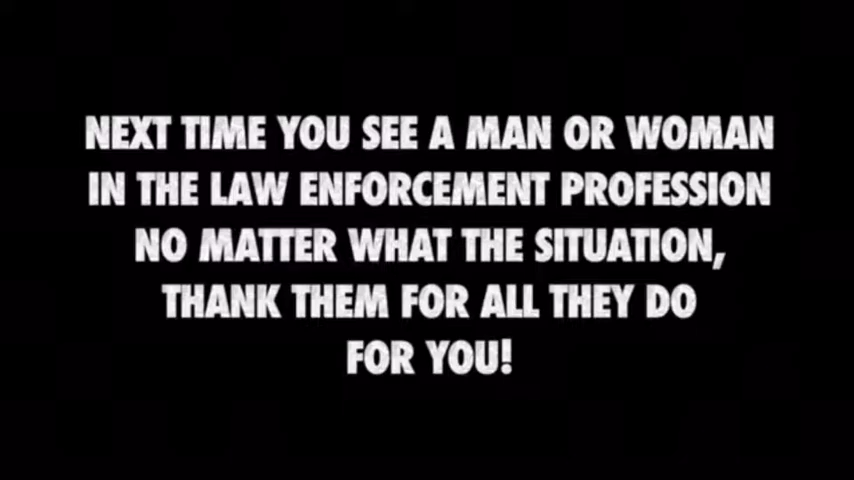 NEXT TIME YOU SEE A MAN OR WOMAN
IN THE LAW ENFORCEMENT PROFESSION
NO MATTER WHAT THE SITUATION,
THANK THEM FOR ALL THEY DO
FOR YOU!